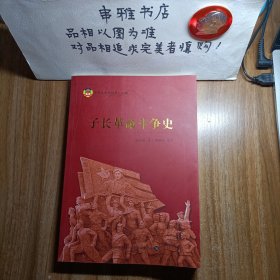 串雅书店
品相以图为准
对品相追求完美者慎购！
子长革命斗争史